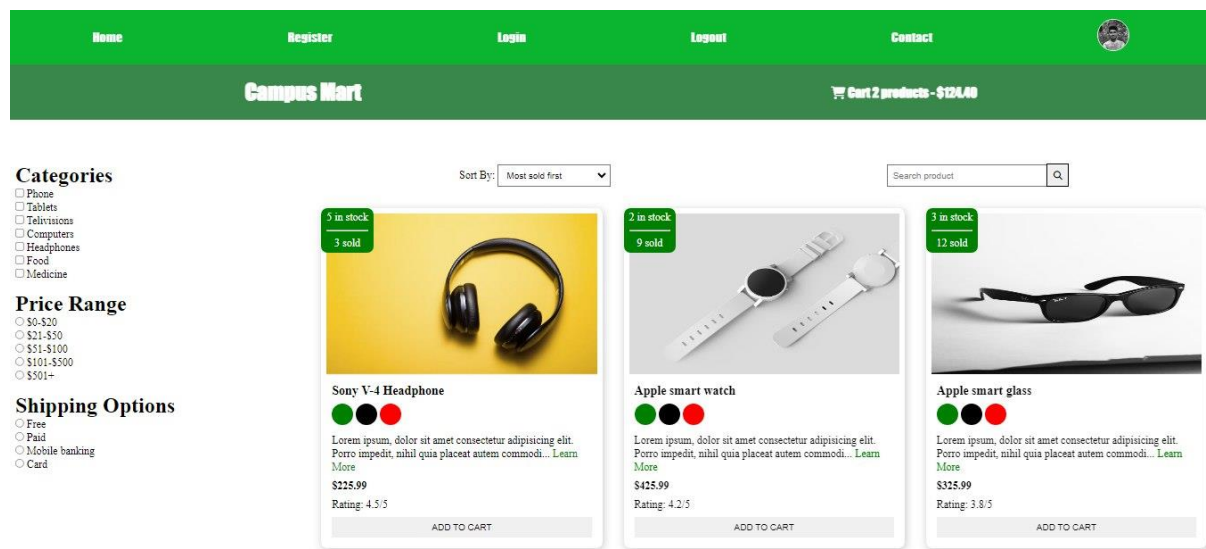 Home Register Login Logout Contact
Campus Mart Cart 2 products - $124.40
Categories
Phone
Tablets
Telivisions
Computers
Headphones
Food
Medicine
Price Range
$0-$20
$21-$50
$51-$100
$101-$500
$501+
Shipping Options
Free
Paid
Mobile banking
Card
Sort By: Most sold first
Search product
5 in stock
3 sold
Sony V-4 Headphone
Lorem ipsum, dolor sit amet consectetur adipisicing elit.
Porro impedit, nihil quia placeat autem commodi... Learn
More
$225.99
Rating: 4.5/5
ADD TO CART
2 in stock
9 sold
Apple smart watch
Lorem ipsum, dolor sit amet consectetur adipisicing elit.
Porro impedit, nihil quia placeat autem commodi... Learn
More
$425.99
Rating: 4.2/5
ADD TO CART
3 in stock
12 sold
Apple smart glass
Lorem ipsum, dolor sit amet consectetur adipisicing elit.
Porro impedit, nihil quia placeat autem commodi... Learn
More
$325.99
Rating: 3.8/5
ADD TO CART